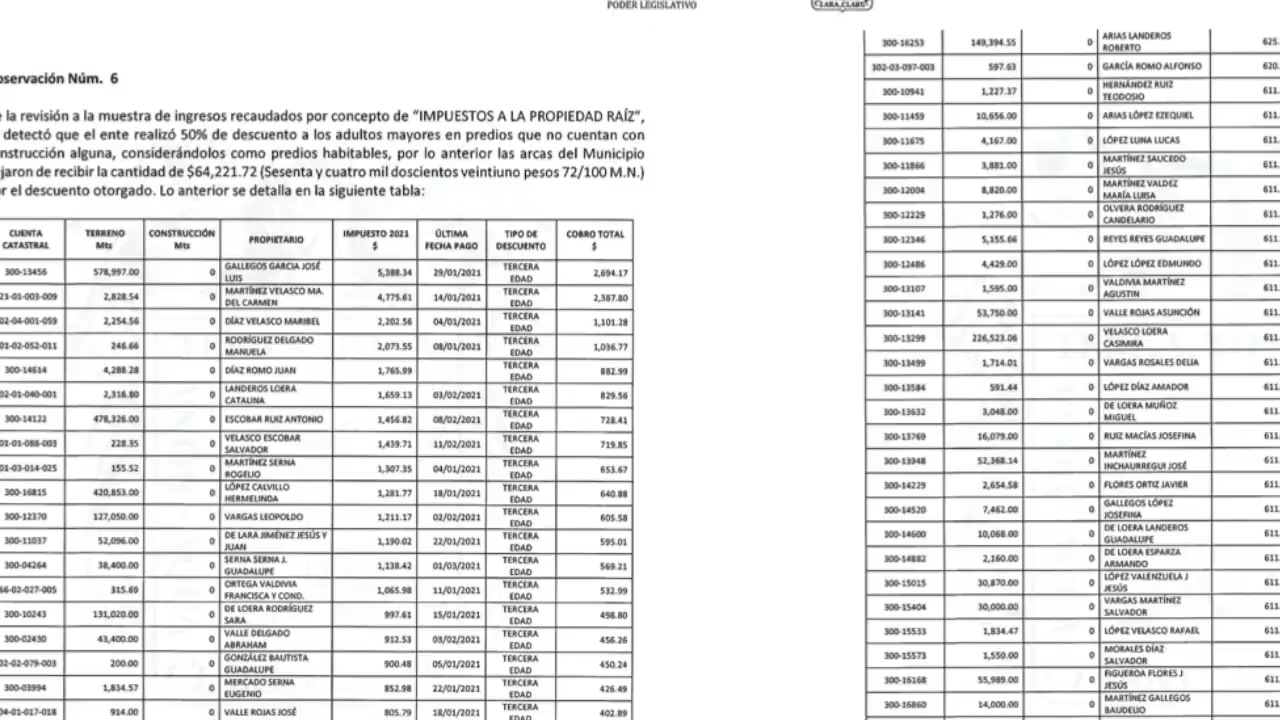 PODER LEGISLATIVO
CLARA, CLARO
Observación Núm. 6
la revisión a la muestra de ingresos recaudados por concepto de "IMPUESTOS A LA PROPIEDAD RAÍZ",
detectó que el ente realizó 50% de descuento a los adultos mayores en predios que no cuentan con
construcción alguna, considerándolos como predios habitables, por lo anterior las arcas del Municipio
dejaron de recibir la cantidad de $64,221.72 (Sesenta y cuatro mil doscientos veintiuno pesos 72/100 M.N.)
por el descuento otorgado. Lo anterior se detalla en la siguiente tabla:
CUENTA CATASTRAL TERRENO Mts CONSTRUCCIÓN Mts PROPIETARIO IMPUESTO 2021 $ ÚLTIMA FECHA PAGO TIPO DE DESCUENTO COBRO TOTAL $
300-13456 578,997.00 0 GALLEGOS GARCIA JOSÉ LUIS 5,388.34 29/01/2021 TERCERA EDAD 2,694.17
21-01-003-009 2,828.54 0 MARTÍNEZ VELASCO MA. DEL CARMEN 4,775.61 14/01/2021 TERCERA EDAD 2,387.80
02-04-001-059 2,254.56 0 DÍAZ VELASCO MARIBEL 2,202.56 04/01/2021 TERCERA EDAD 1,101.28
01-02-052-011 246.66 0 RODRÍGUEZ DELGADO MANUELA 2,073.55 08/01/2021 TERCERA EDAD 1,036.77
300-14614 4,288.28 0 DÍAZ ROMO JUAN 1,765.99 TERCERA EDAD 882.99
02-01-040-001 2,316.80 0 LANDEROS LOERA CATALINA 1,659.13 03/02/2021 TERCERA EDAD 829.56
300-14122 478,326.00 0 ESCOBAR RUIZ ANTONIO 1,456.82 08/02/2021 TERCERA EDAD 728.41
01-01-088-003 228.35 0 VELASCO ESCOBAR SALVADOR 1,439.71 11/02/2021 TERCERA EDAD 719.85
01-03-014-025 155.52 0 MARTÍNEZ SERNA ROGELIO 1,307.35 04/01/2021 TERCERA EDAD 653.67
300-16815 420,853.00 0 LÓPEZ CALVILLO HERMELINDA 1,281.77 18/01/2021 TERCERA EDAD 640.88
300-12370 127,050.00 0 VARGAS LEOPOLDO 1,211.17 02/02/2021 TERCERA EDAD 605.58
300-11037 52,096.00 0 DE LARA JIMÉNEZ JESÚS Y JUAN 1,190.02 22/01/2021 TERCERA EDAD 595.01
300-04264 38,400.00 0 SERNA SERNA J. GUADALUPE 1,138.42 01/03/2021 TERCERA EDAD 569.21
66-02-027-005 315.69 0 ORTEGA VALDIVIA FRANCISCA Y COND. 1,065.98 11/01/2021 TERCERA EDAD 532.99
300-10243 131,020.00 0 DE LOERA RODRÍGUEZ SARA 997.61 15/01/2021 TERCERA EDAD 498.80
300-02430 43,400.00 0 VALLE DELGADO ABRAHAM 912.53 03/02/2021 TERCERA EDAD 456.26
02-02-079-003 200.00 0 GONZÁLEZ BAUTISTA GUADALUPE 900.48 05/01/2021 TERCERA EDAD 450.24
300-03994 1,834.57 0 MERCADO SERNA EUGENIO 852.98 22/01/2021 TERCERA EDAD 426.49
04-01-017-018 914.00 0 VALLE ROJAS JOSÉ 805.79 18/01/2021 TERCERA EDAD 402.89
300-16253 149,394.55 0 ARIAS LANDEROS ROBERTO 625.
302-03-097-003 597.63 0 GARCÍA ROMO ALFONSO 620.
300-10941 1,227.37 0 HERNÁNDEZ RUIZ TEODOSIO 611.
300-11459 10,656.00 0 ARIAS LÓPEZ EZEQUIEL 611.
300-11675 4,167.00 0 LÓPEZ LUNA LUCAS 611.
300-11866 3,881.00 0 MARTÍNEZ SAUCEDO JESÚS 611.
300-12004 8,820.00 0 MARTÍNEZ VALDEZ MARÍA LUISA 611.
300-12229 1,276.00 0 OLVERA RODRÍGUEZ CANDELARIO 611.
300-12346 5,155.66 0 REYES REYES GUADALUPE 611.
300-12486 4,429.00 0 LÓPEZ LÓPEZ EDMUNDO 611.
300-13107 1,595.00 0 VALDIVIA MARTÍNEZ AGUSTIN 611.
300-13141 53,750.00 0 VALLE ROJAS ASUNCIÓN 611.
300-13299 226,523.06 0 VELASCO LOERA CASIMIRA 611.
300-13499 1,714.01 0 VARGAS ROSALES DELIA 611.
300-13584 591.44 0 LÓPEZ DÍAZ AMADOR 611.
300-13632 3,048.00 0 DE LOERA MUÑOZ MIGUEL 611.
300-13769 16,079.00 0 RUIZ MACÍAS JOSEFINA 611.
300-13948 52,368.14 0 MARTÍNEZ INCHAURREGUI JOSÉ 611.
300-14229 2,654.58 0 FLORES ORTIZ JAVIER 611.
300-14520 7,462.00 0 GALLEGOS LÓPEZ JOSEFINA 611.
300-14600 10,068.00 0 DE LOERA LANDEROS GUADALUPE 611.
300-14882 2,160.00 0 DE LOERA ESPARZA ARMANDO 611.
300-15015 30,870.00 0 LÓPEZ VALENZUELA J JESÚS 611.
300-15404 30,000.00 0 VARGAS MARTÍNEZ SALVADOR 611.
300-15533 1,834.47 0 LÓPEZ VELASCO RAFAEL 611.
300-15573 1,550.00 0 MORALES DÍAZ SALVADOR 611.
300-16168 55,989.00 0 FIGUEROA FLORES J JESÚS 611.
300-16860 14,000.00 0 MARTÍNEZ GALLEGOS BAUDELIO 611.